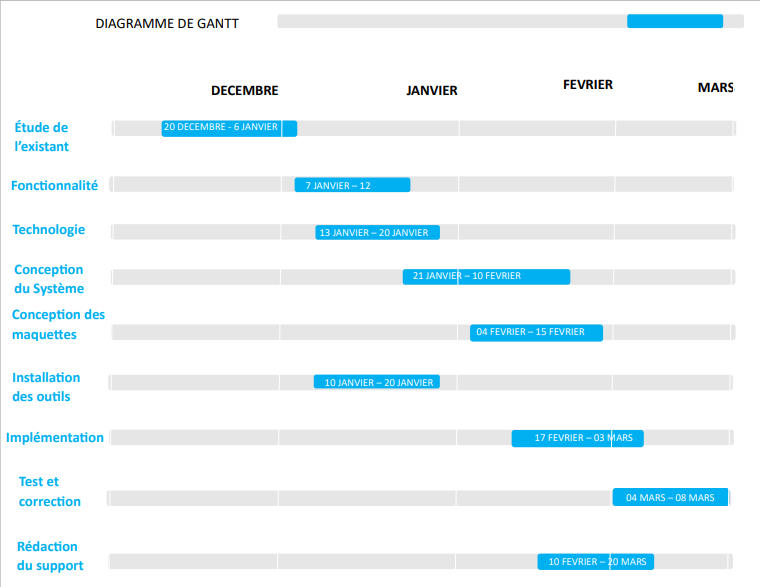 DIAGRAMME DE GANTT
DECEMBRE JANVIER FEVRIER MARS
Étude de
l'existant
20 DECEMBRE - 6 JANVIER
Fonctionnalité
7 JANVIER – 12
Technologie
13 JANVIER – 20 JANVIER
Conception
du Système
21 JANVIER – 10 FEVRIER
Conception des
maquettes
04 FEVRIER – 15 FEVRIER
Installation
des outils
10 JANVIER – 20 JANVIER
Implémentation
17 FEVRIER – 03 MARS
Test et
correction
04 MARS – 08 MARS
Rédaction
du support
10 FEVRIER – 20 MARS